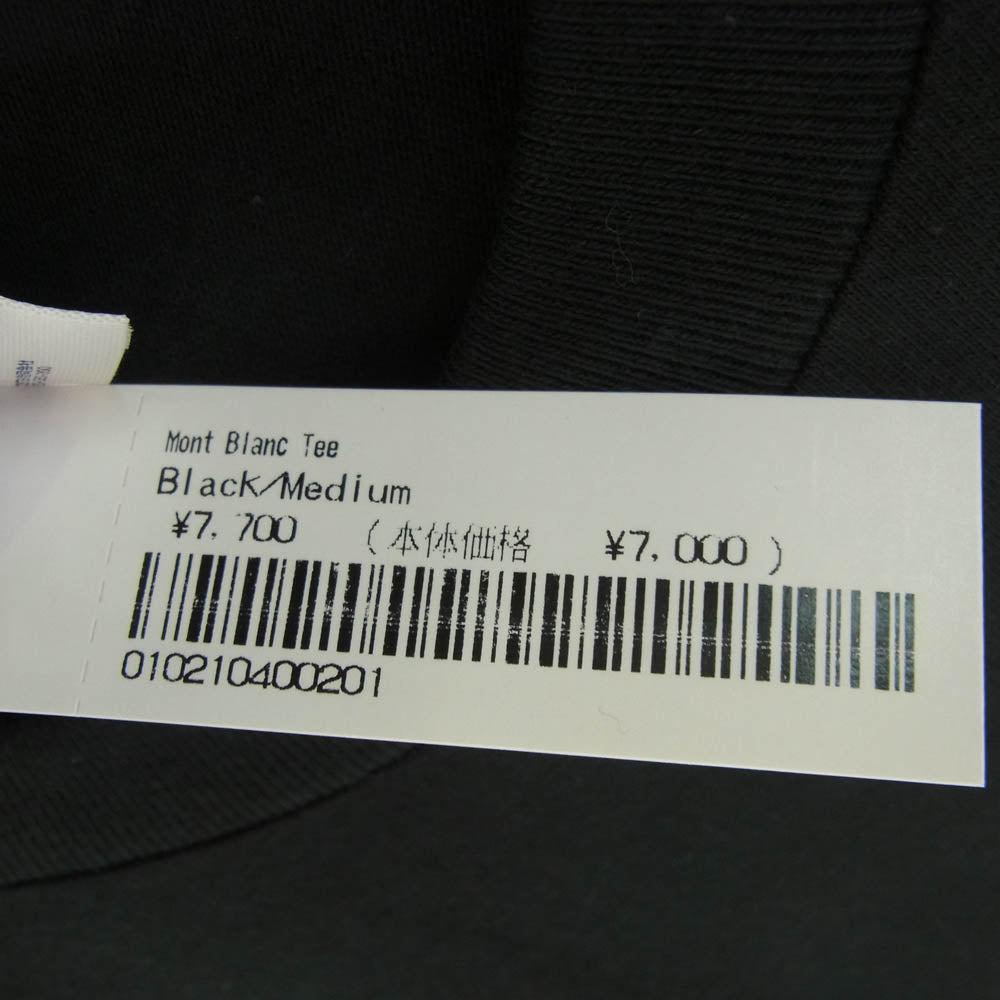 Mont Blanc Tee
Black/Medium
¥7,700 (本体価格 ¥7,000)
010210400201